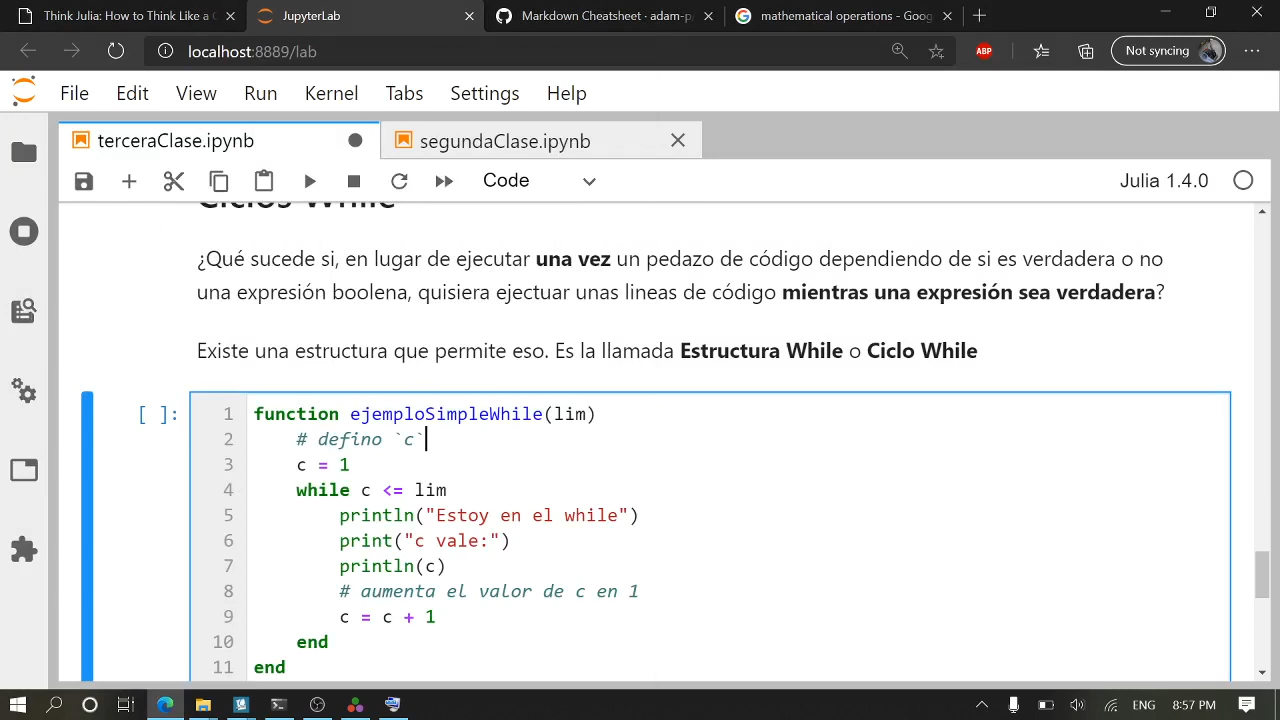 Think Julia: How to Think Like a C
JupyterLab
Markdown Cheatsheet · adam-p
mathematical operations - Goog
localhost:8889/lab
ABP
Not syncing
File Edit View Run Kernel Tabs Settings Help
terceraClase.ipynb
segundaClase.ipynb
Code
Julia 1.4.0
Ciclos While
¿Qué sucede si, en lugar de ejecutar una vez un pedazo de código dependiendo de si es verdadera o no
una expresión boolena, quisiera ejectuar unas lineas de código mientras una expresión sea verdadera?
Existe una estructura que permite eso. Es la llamada Estructura While o Ciclo While
[ ]:
1 function ejemploSimpleWhile(lim)
2 # defino `c`
3 c = 1
4 while c <= lim
5 println("Estoy en el while")
6 print("c vale:")
7 println(c)
8 # aumenta el valor de c en 1
9 c = c + 1
10 end
11 end
ENG 8:57 PM